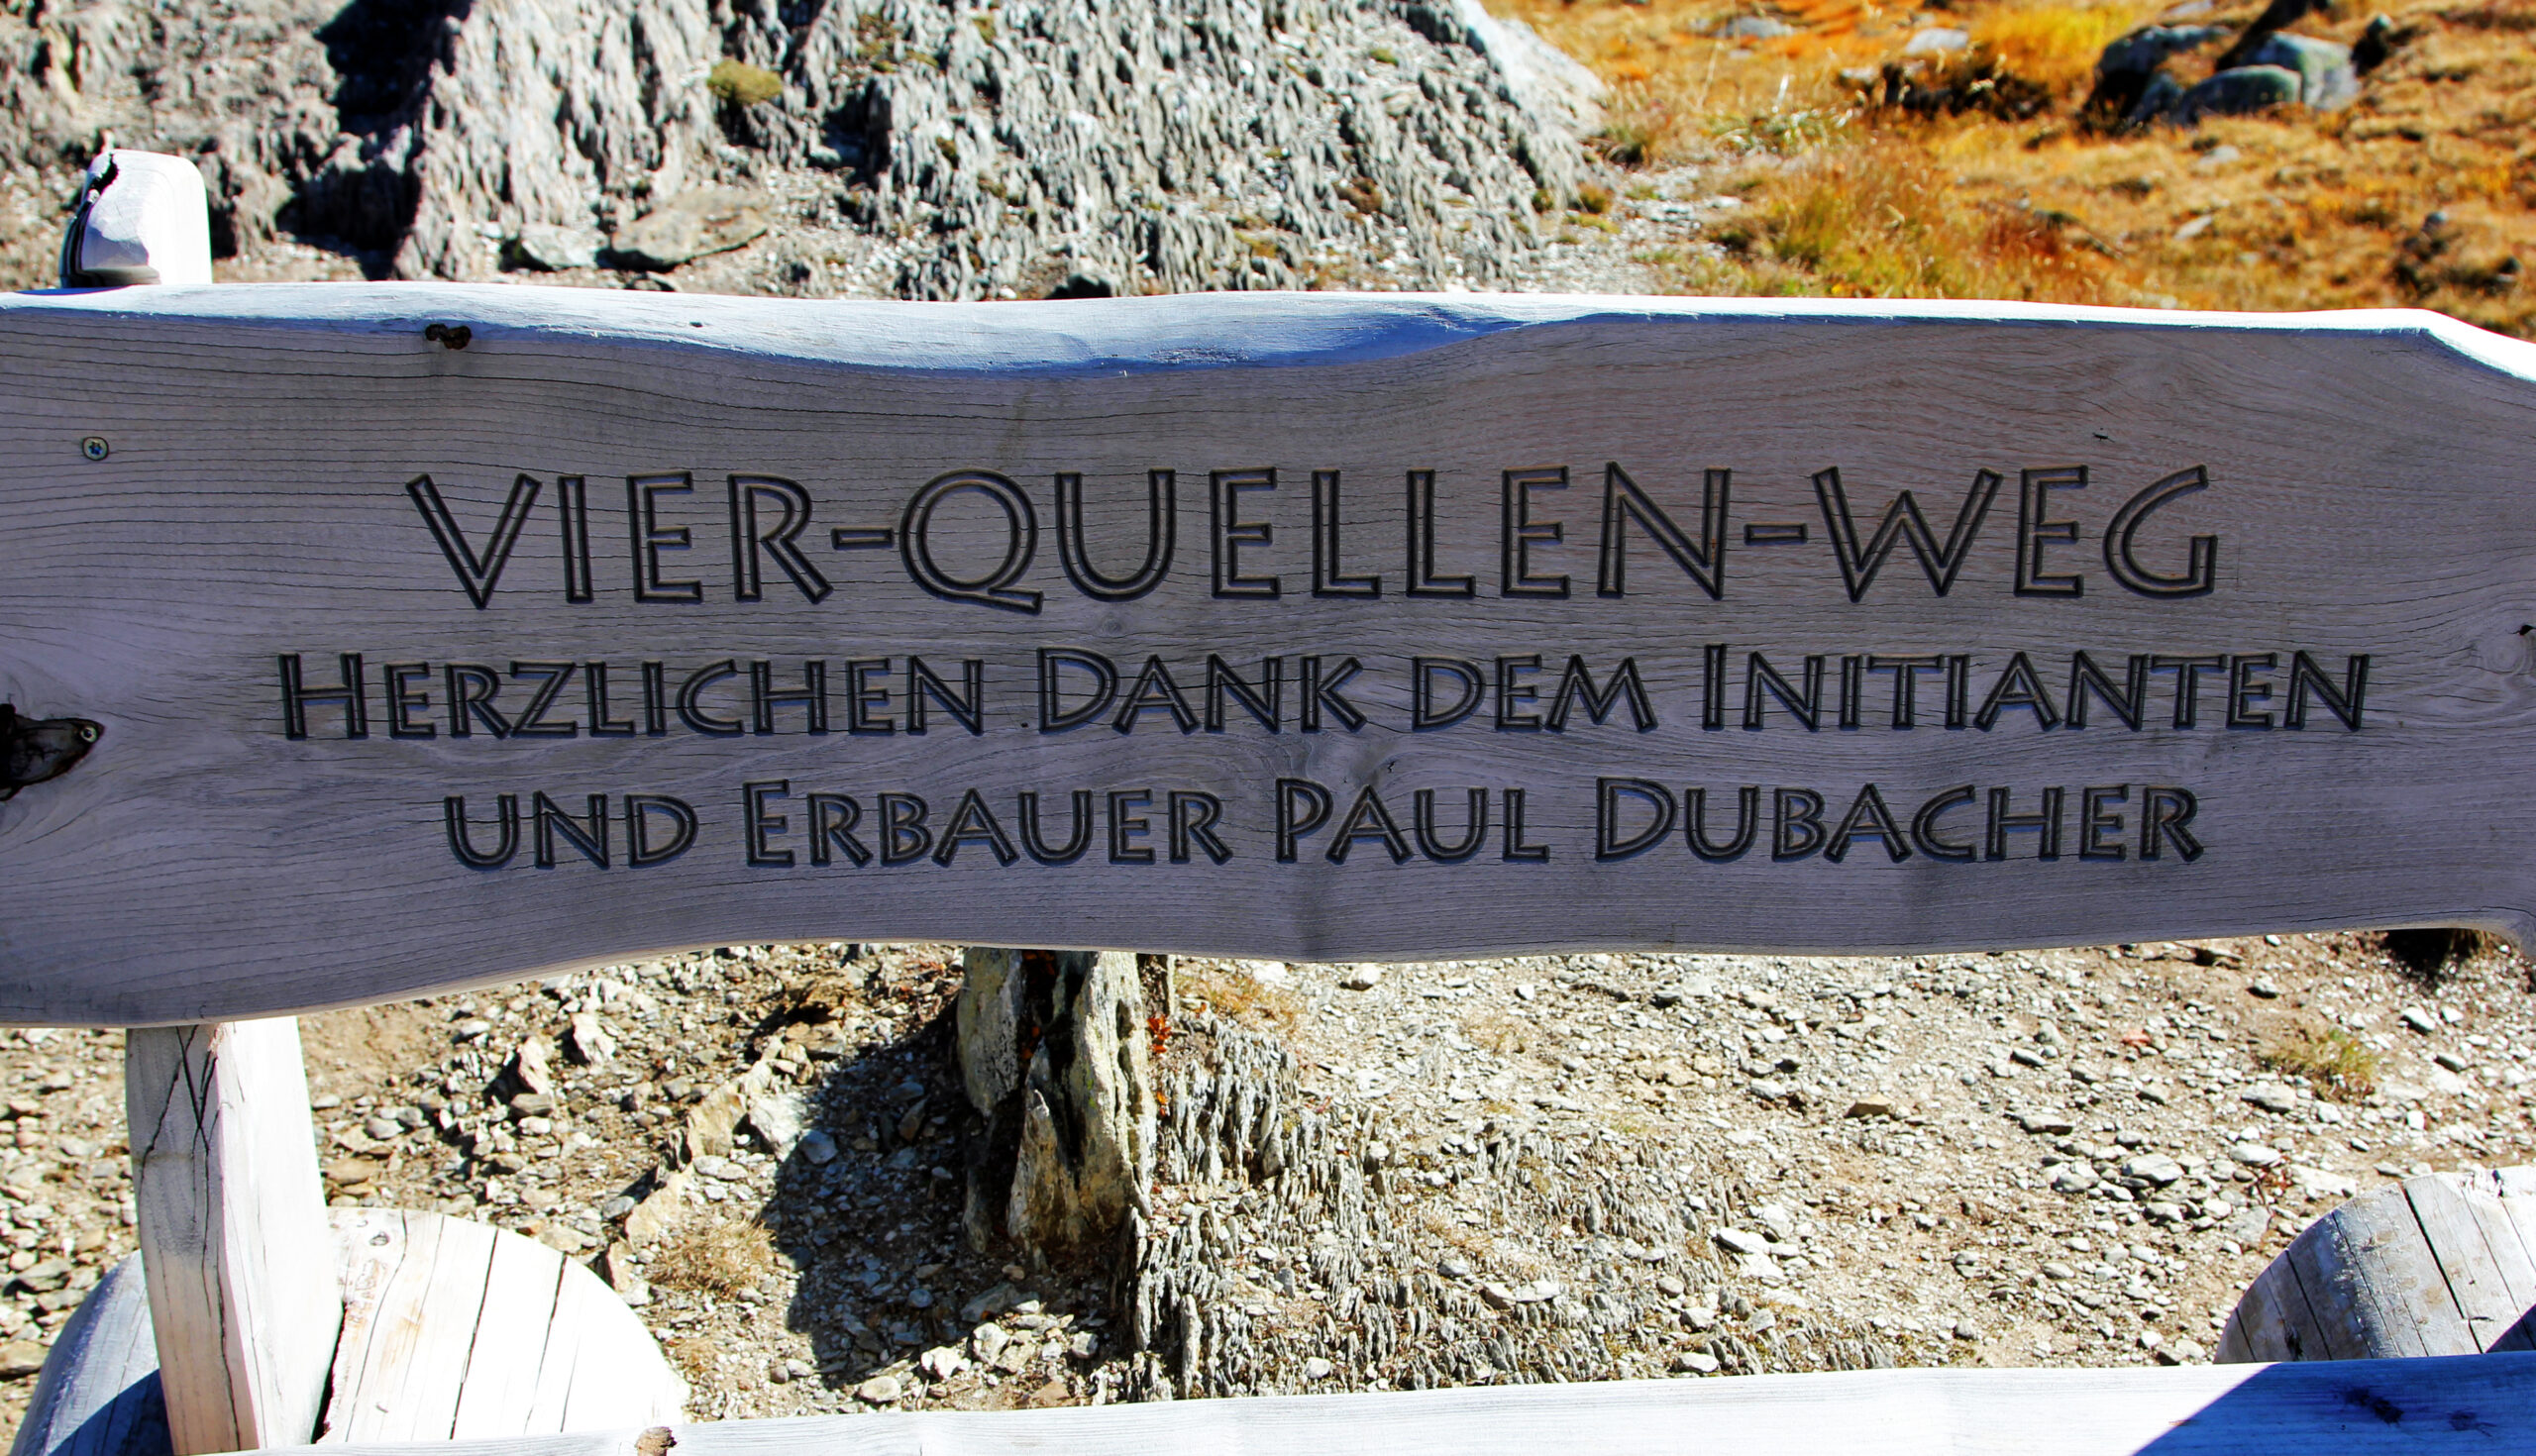 VIER-QUELLEN-WEG
HERZLICHEN DANK DEM INITIANTEN
UND ERBAUER PAUL DUBACHER